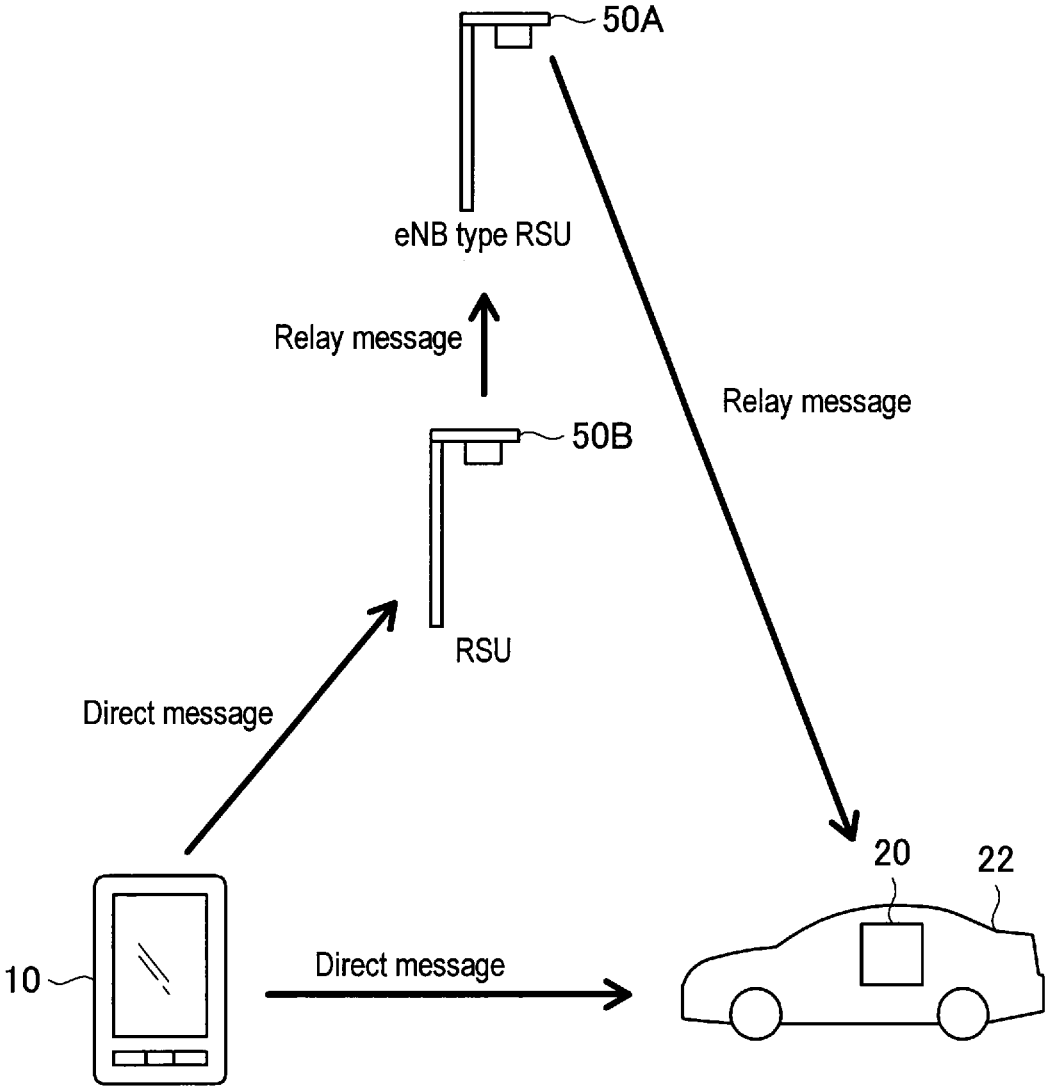 50A
eNB type RSU
Relay message
Relay message
50B
RSU
Direct message
20
22
10
Direct message